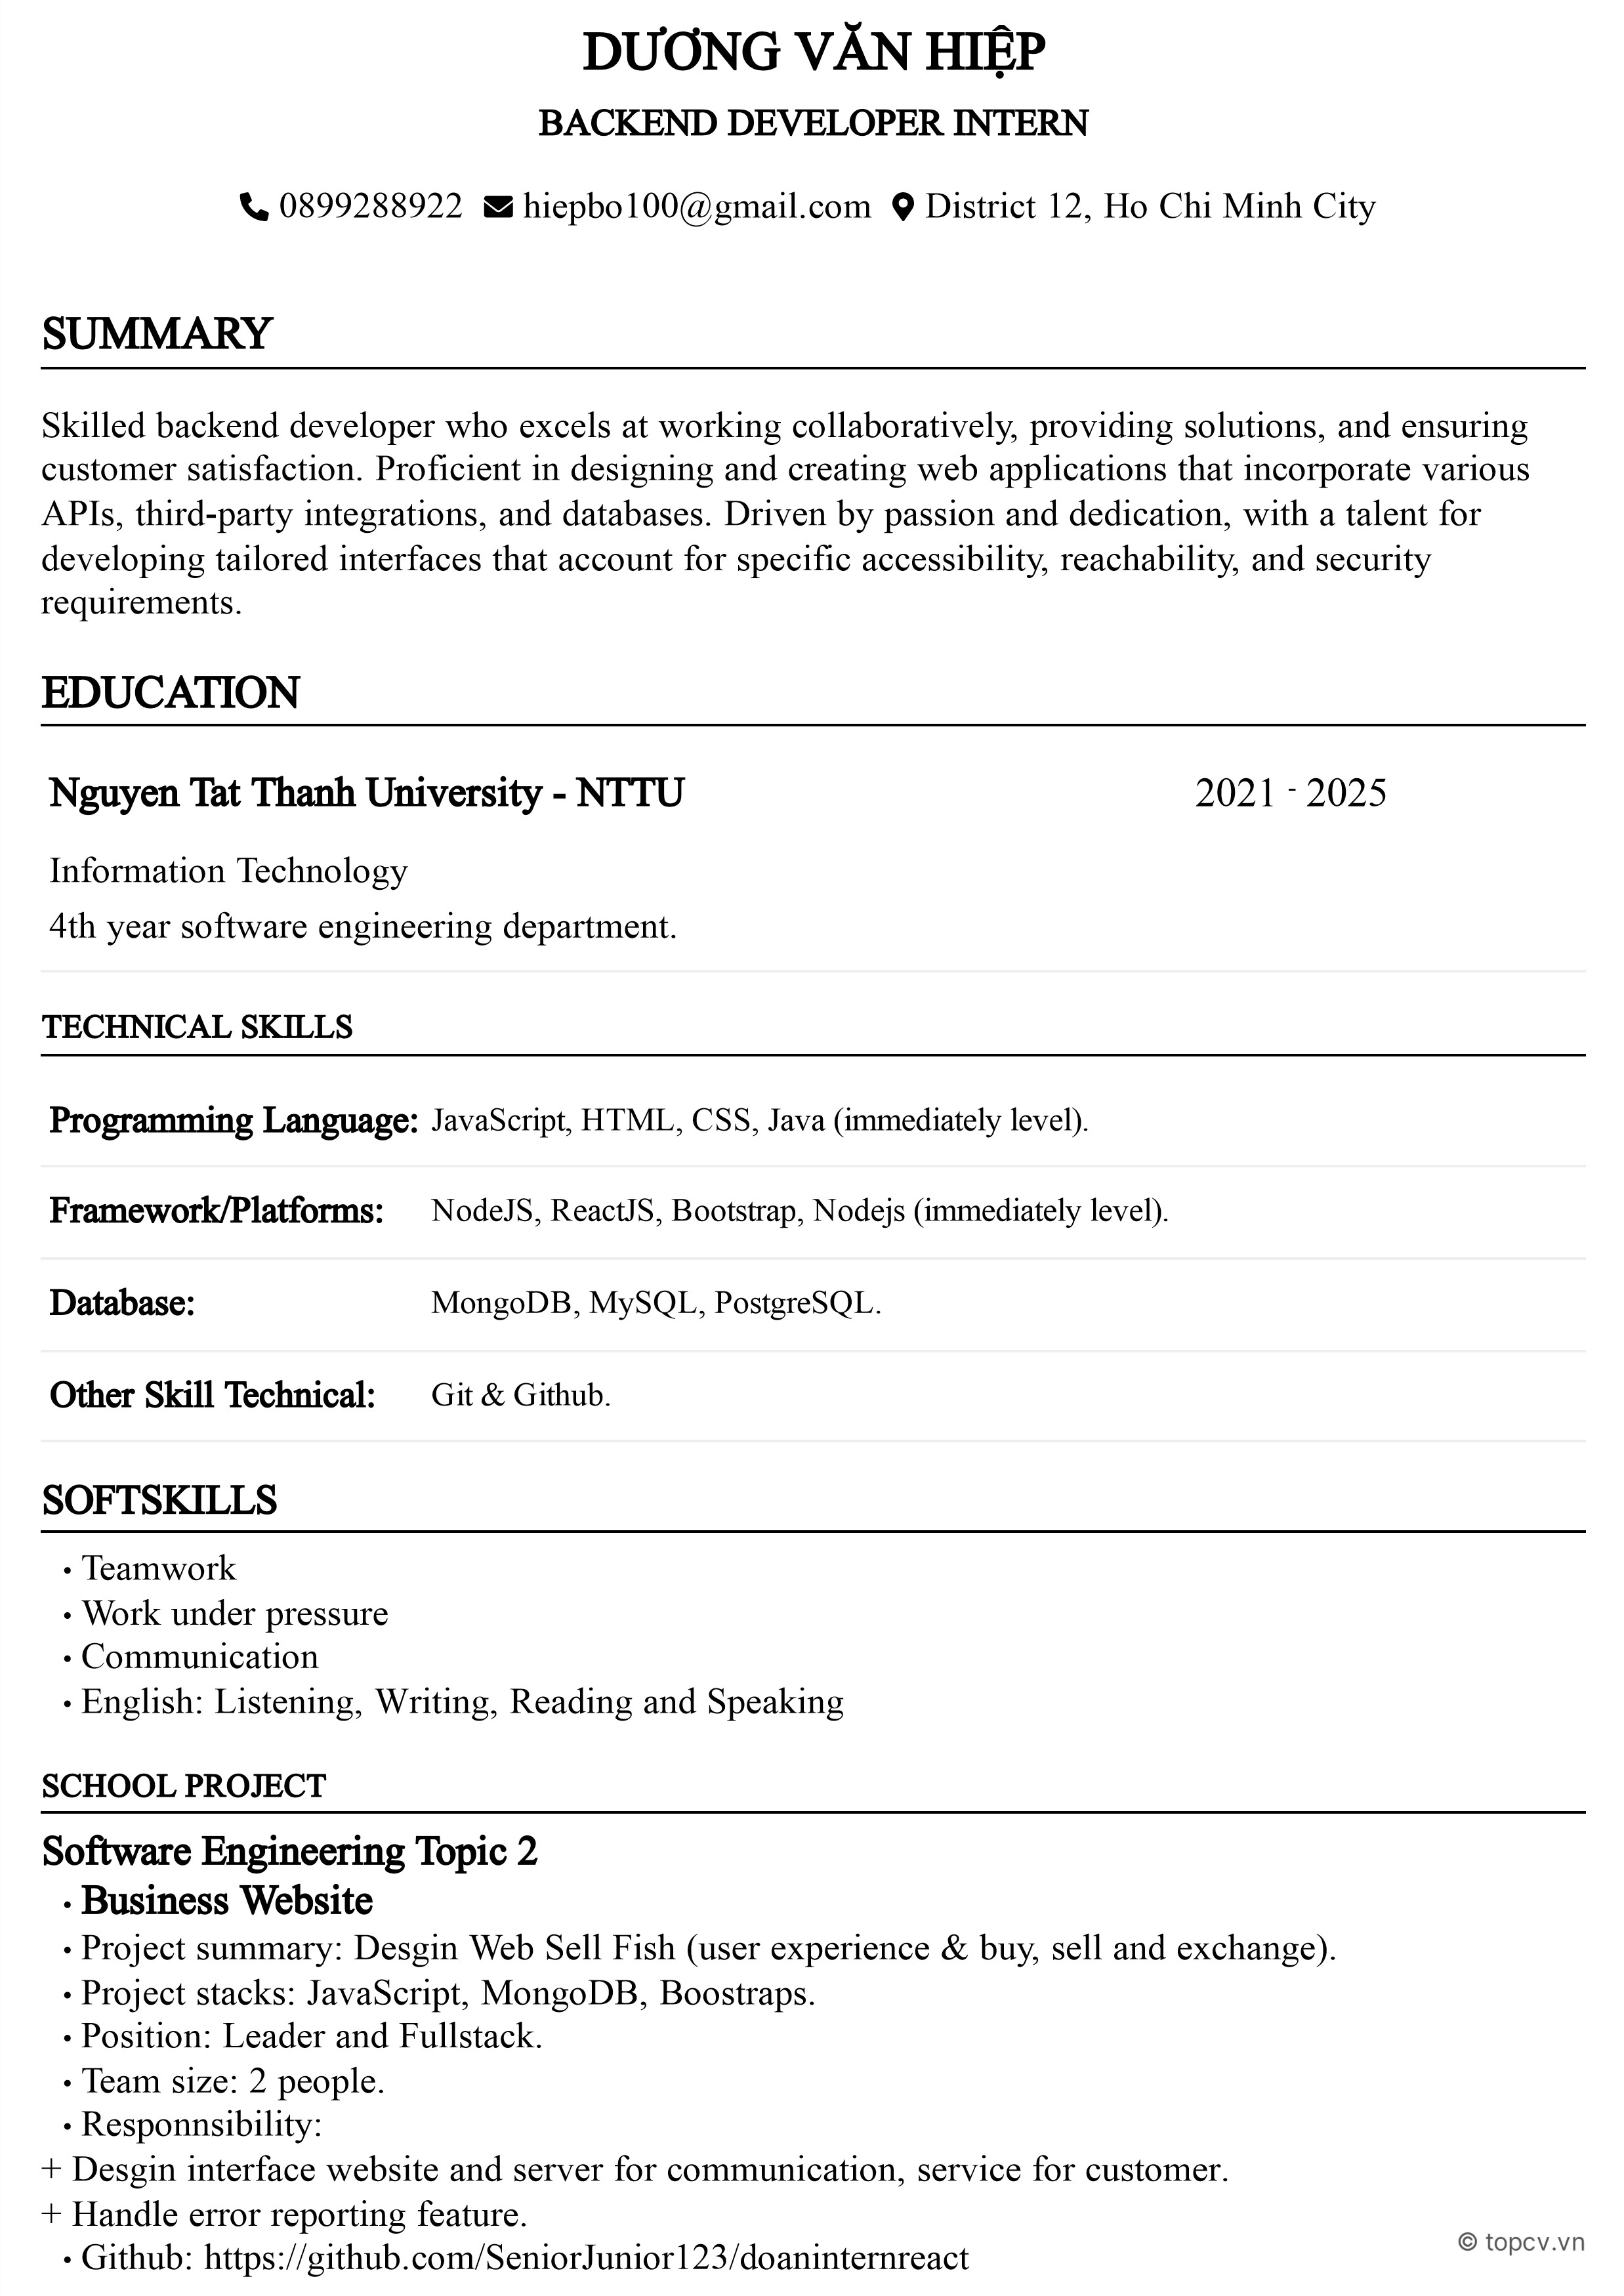 DƯƠNG VĂN HIỆP
BACKEND DEVELOPER INTERN
0899288922 hiepbo100@gmail.com District 12, Ho Chi Minh City
SUMMARY
Skilled backend developer who excels at working collaboratively, providing solutions, and ensuring
customer satisfaction. Proficient in designing and creating web applications that incorporate various
APIs, third-party integrations, and databases. Driven by passion and dedication, with a talent for
developing tailored interfaces that account for specific accessibility, reachability, and security
requirements.
EDUCATION
Nguyen Tat Thanh University - NTTU 2021 - 2025
Information Technology
4th year software engineering department.
TECHNICAL SKILLS
Programming Language: JavaScript, HTML, CSS, Java (immediately level).
Framework/Platforms: NodeJS, ReactJS, Bootstrap, Nodejs (immediately level).
Database: MongoDB, MySQL, PostgreSQL.
Other Skill Technical: Git & Github.
SOFTSKILLS
• Teamwork
• Work under pressure
• Communication
• English: Listening, Writing, Reading and Speaking
SCHOOL PROJECT
Software Engineering Topic 2
• Business Website
• Project summary: Desgin Web Sell Fish (user experience & buy, sell and exchange).
• Project stacks: JavaScript, MongoDB, Boostraps.
• Position: Leader and Fullstack.
• Team size: 2 people.
• Responnsibility:
+ Desgin interface website and server for communication, service for customer.
+ Handle error reporting feature.
• Github: https://github.com/SeniorJunior123/doaninternreact
© topcv.vn